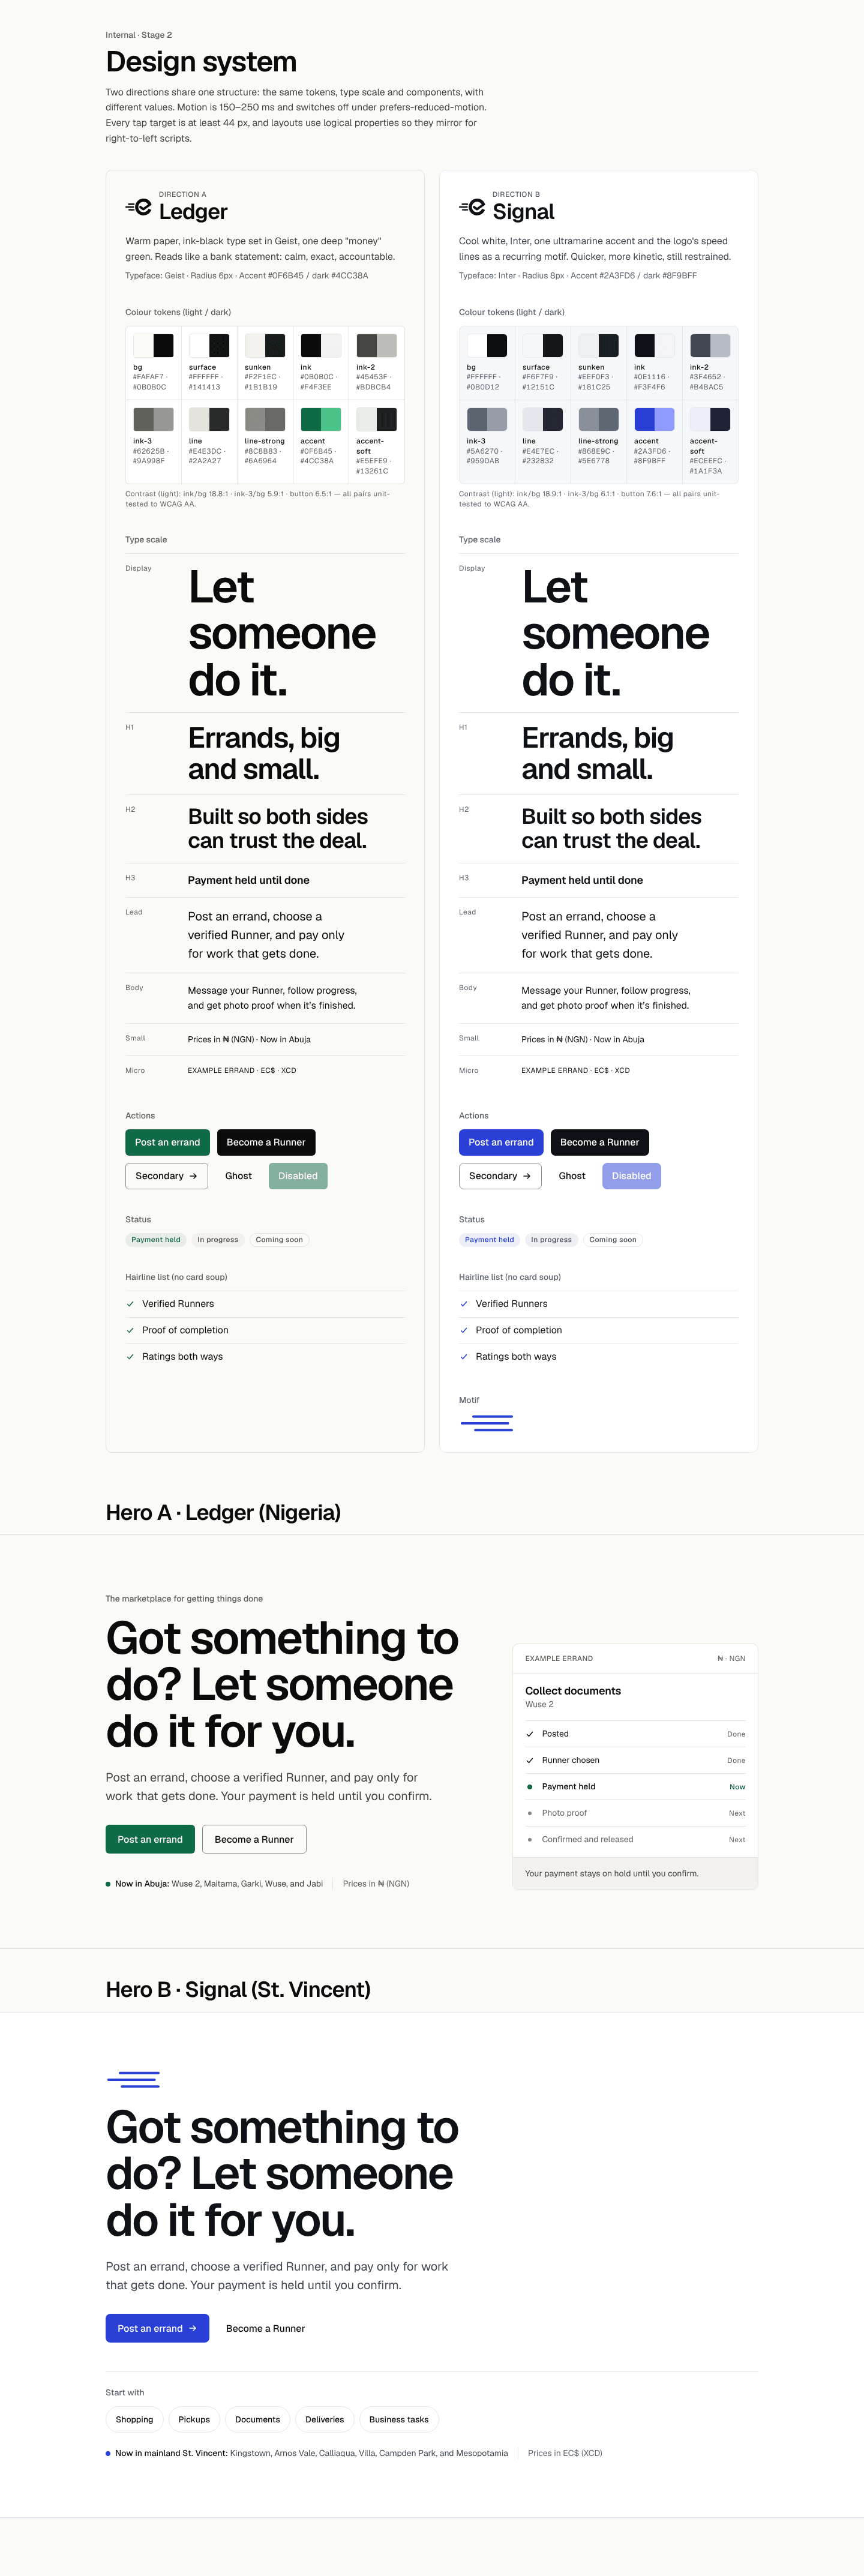 Internal · Stage 2
Design system
Two directions share one structure: the same tokens, type scale and components, with
different values. Motion is 150–250 ms and switches off under prefers-reduced-motion.
Every tap target is at least 44 px, and layouts use logical properties so they mirror for
right-to-left scripts.
DIRECTION A
Ledger
Warm paper, ink-black type set in Geist, one deep "money"
green. Reads like a bank statement: calm, exact, accountable.
Typeface: Geist · Radius 6px · Accent #0F6B45 / dark #4CC38A
Colour tokens (light / dark)
bg
#FAFAF7 ·
#0B0B0C
surface
#FFFFFF ·
#141413
sunken
#F2F1EC ·
#1B1B19
ink
#0B0B0C ·
#F4F3EE
ink-2
#45453F ·
#BDBCB4
ink-3
#62625B ·
#9A998F
line
#E4E3DC ·
#2A2A27
line-strong
#8C8B83 ·
#6A6964
accent
#0F6B45 ·
#4CC38A
accent-
soft
#E5EFE9 ·
#13261C
Contrast (light): ink/bg 18.8:1 · ink-3/bg 5.9:1 · button 6.5:1 — all pairs unit-
tested to WCAG AA.
Type scale
Display
Let
someone
do it.
H1
Errands, big
and small.
H2
Built so both sides
can trust the deal.
H3
Payment held until done
Lead
Post an errand, choose a
verified Runner, and pay only
for work that gets done.
Body
Message your Runner, follow progress,
and get photo proof when it's finished.
Small
Prices in ₦ (NGN) · Now in Abuja
Micro
EXAMPLE ERRAND · EC$ · XCD
Actions
Post an errand
Become a Runner
Secondary →
Ghost
Disabled
Status
Payment held
In progress
Coming soon
Hairline list (no card soup)
Verified Runners
Proof of completion
Ratings both ways
DIRECTION B
Signal
Cool white, Inter, one ultramarine accent and the logo's speed
lines as a recurring motif. Quicker, more kinetic, still restrained.
Typeface: Inter · Radius 8px · Accent #2A3FD6 / dark #8F9BFF
Colour tokens (light / dark)
bg
#FFFFFF ·
#0B0D12
surface
#F6F7F9 ·
#12151C
sunken
#EEF0F3 ·
#181C25
ink
#0E1116 ·
#F3F4F6
ink-2
#3F4652 ·
#B4BAC5
ink-3
#5A6270 ·
#959DAB
line
#E4E7EC ·
#232832
line-strong
#868E9C ·
#5E6778
accent
#2A3FD6 ·
#8F9BFF
accent-
soft
#ECEEFC ·
#1A1F3A
Contrast (light): ink/bg 18.9:1 · ink-3/bg 6.1:1 · button 7.6:1 — all pairs unit-
tested to WCAG AA.
Type scale
Display
Let
someone
do it.
H1
Errands, big
and small.
H2
Built so both sides
can trust the deal.
H3
Payment held until done
Lead
Post an errand, choose a
verified Runner, and pay only
for work that gets done.
Body
Message your Runner, follow progress,
and get photo proof when it's finished.
Small
Prices in ₦ (NGN) · Now in Abuja
Micro
EXAMPLE ERRAND · EC$ · XCD
Actions
Post an errand
Become a Runner
Secondary →
Ghost
Disabled
Status
Payment held
In progress
Coming soon
Hairline list (no card soup)
Verified Runners
Proof of completion
Ratings both ways
Motif
Hero A · Ledger (Nigeria)
The marketplace for getting things done
Got something to
do? Let someone
do it for you.
Post an errand, choose a verified Runner, and pay only for
work that gets done. Your payment is held until you confirm.
Post an errand
Become a Runner
Now in Abuja: Wuse 2, Maitama, Garki, Wuse, and Jabi
Prices in ₦ (NGN)
EXAMPLE ERRAND
₦ · NGN
Collect documents
Wuse 2
Posted
Done
Runner chosen
Done
Payment held
Now
Photo proof
Next
Confirmed and released
Next
Your payment stays on hold until you confirm.
Hero B · Signal (St. Vincent)
Got something to
do? Let someone
do it for you.
Post an errand, choose a verified Runner, and pay only for work
that gets done. Your payment is held until you confirm.
Post an errand →
Become a Runner
Start with
Shopping
Pickups
Documents
Deliveries
Business tasks
Now in mainland St. Vincent: Kingstown, Arnos Vale, Calliaqua, Villa, Campden Park, and Mesopotamia
Prices in EC$ (XCD)